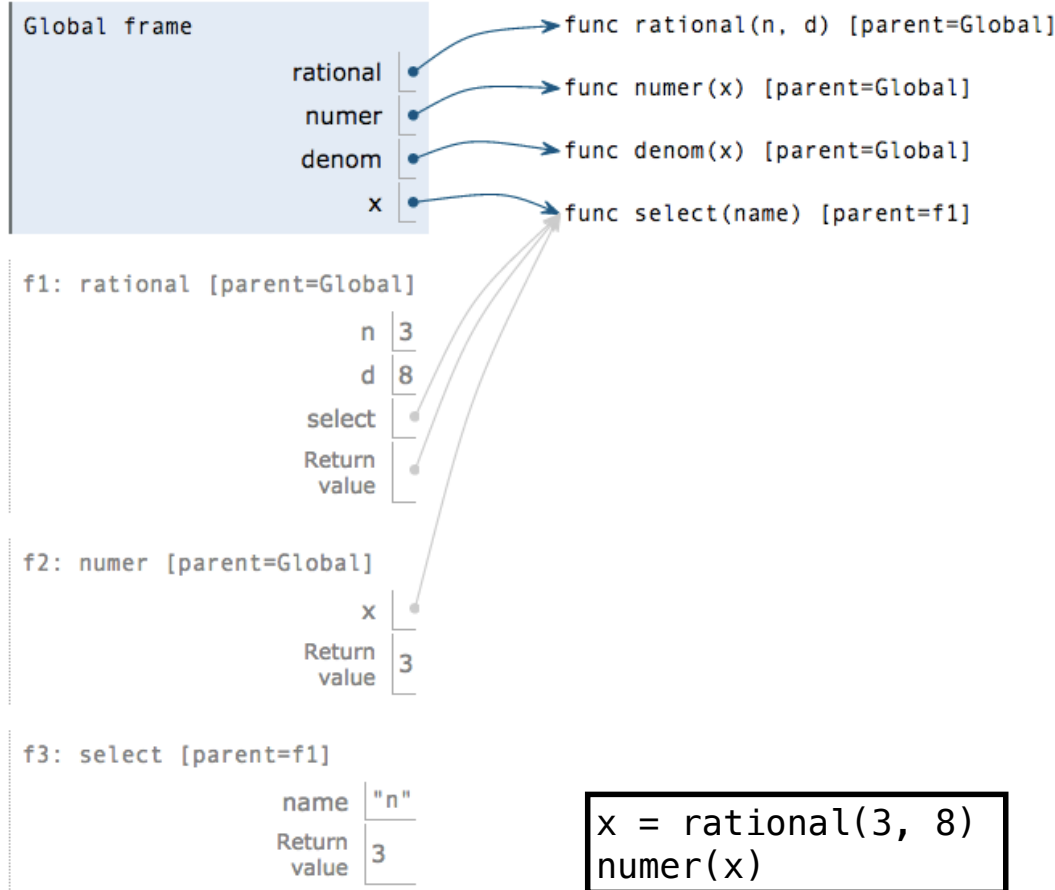 Global frame
rational
numer
denom
x
func rational(n, d) [parent=Global]
func numer(x) [parent=Global]
func denom(x) [parent=Global]
func select(name) [parent=f1]
f1: rational [parent=Global]
n 3
d 8
select
Return
value
f2: numer [parent=Global]
x
Return
value 3
f3: select [parent=f1]
name "n"
Return
value 3
x = rational(3, 8)
numer(x)